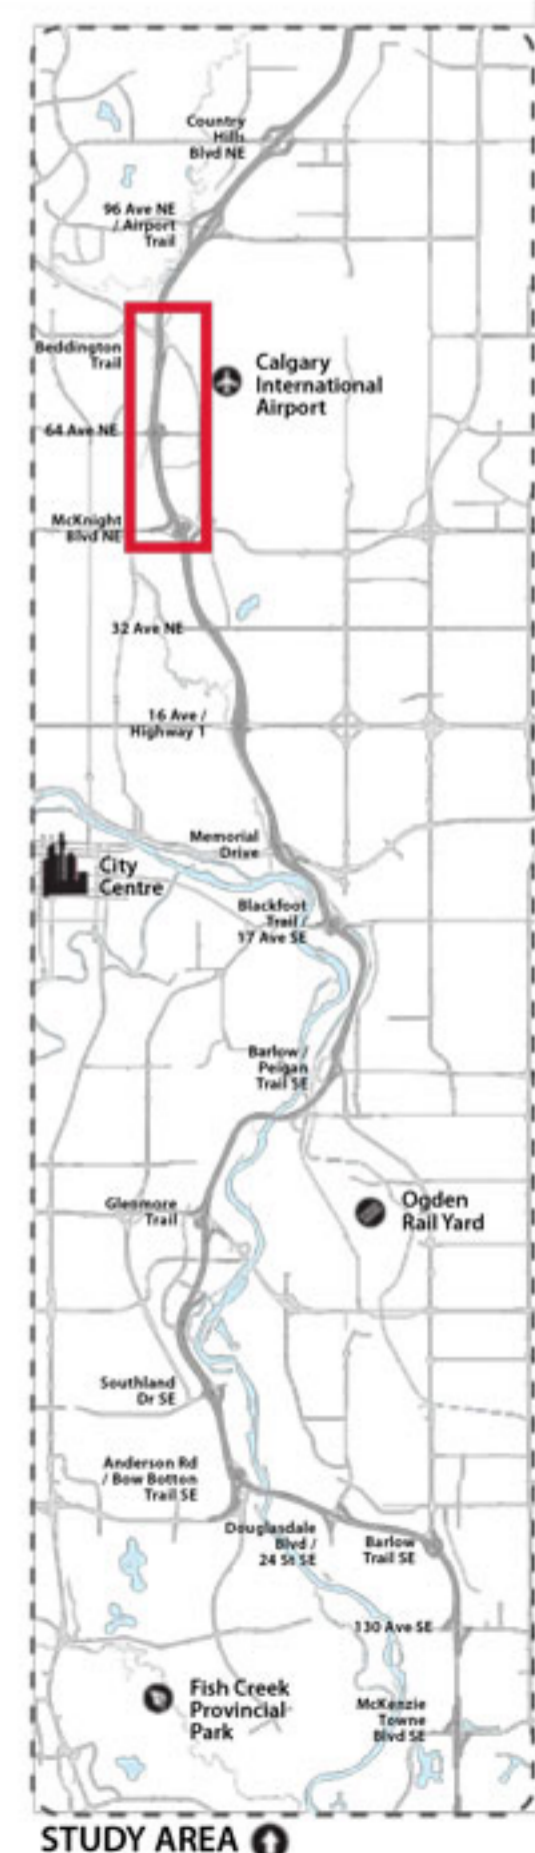 Country
Hills
Blvd NE
96 Ave NE
/ Airport
Trail
Beddington
Trail
Calgary
International
Airport
64 Ave NE
McKnight
Blvd NE
32 Ave NE
16 Ave /
Highway 1
Memorial
Drive
City
Centre
Blackfoot
Trail /
17 Ave SE
Barlow /
Peigan
Trail SE
Glenmore
Trail
Ogden
Rail Yard
Southland
Dr SE
Anderson Rd
/ Bow Botton
Trail SE
Douglasdale
Blvd /
24 St SE
Barlow
Trail SE
130 Ave SE
Fish Creek
Provincial
Park
McKenzie
Towne
Blvd SE
STUDY AREA